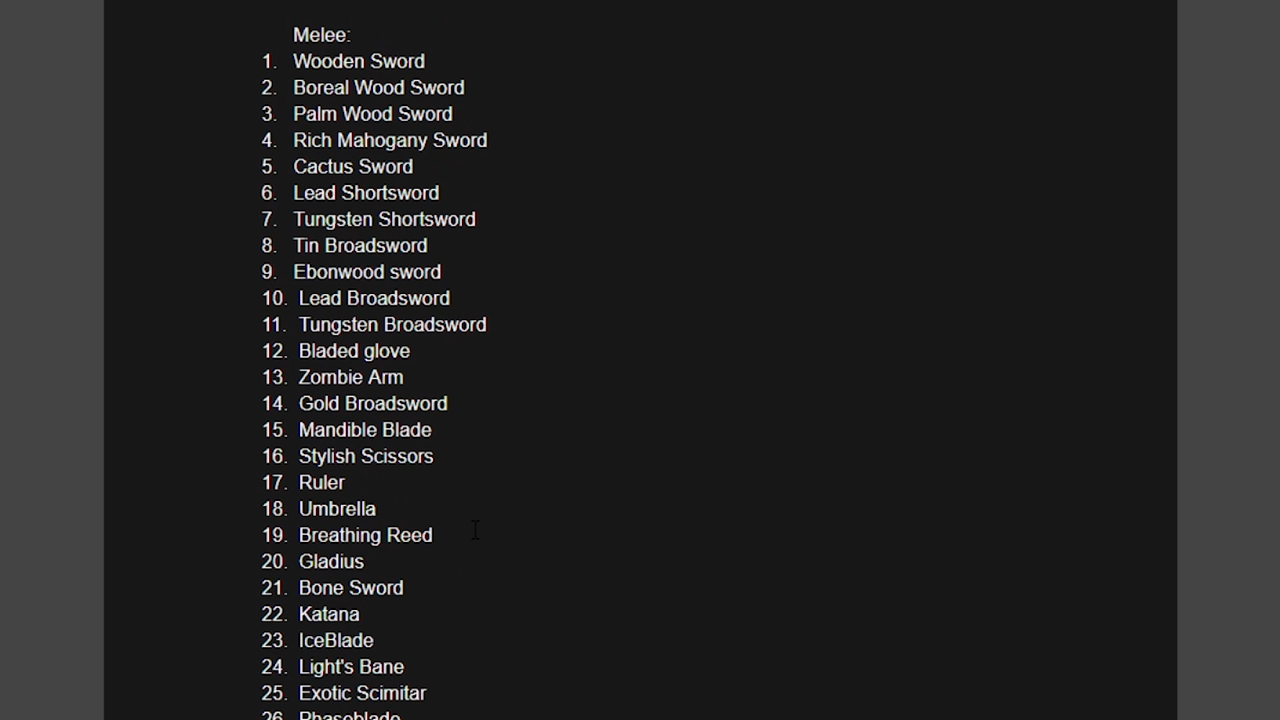 Melee:
1. Wooden Sword
2. Boreal Wood Sword
3. Palm Wood Sword
4. Rich Mahogany Sword
5. Cactus Sword
6. Lead Shortsword
7. Tungsten Shortsword
8. Tin Broadsword
9. Ebonwood sword
10. Lead Broadsword
11. Tungsten Broadsword
12. Bladed glove
13. Zombie Arm
14. Gold Broadsword
15. Mandible Blade
16. Stylish Scissors
17. Ruler
18. Umbrella
19. Breathing Reed
20. Gladius
21. Bone Sword
22. Katana
23. IceBlade
24. Light's Bane
25. Exotic Scimitar
26. Phaseblade